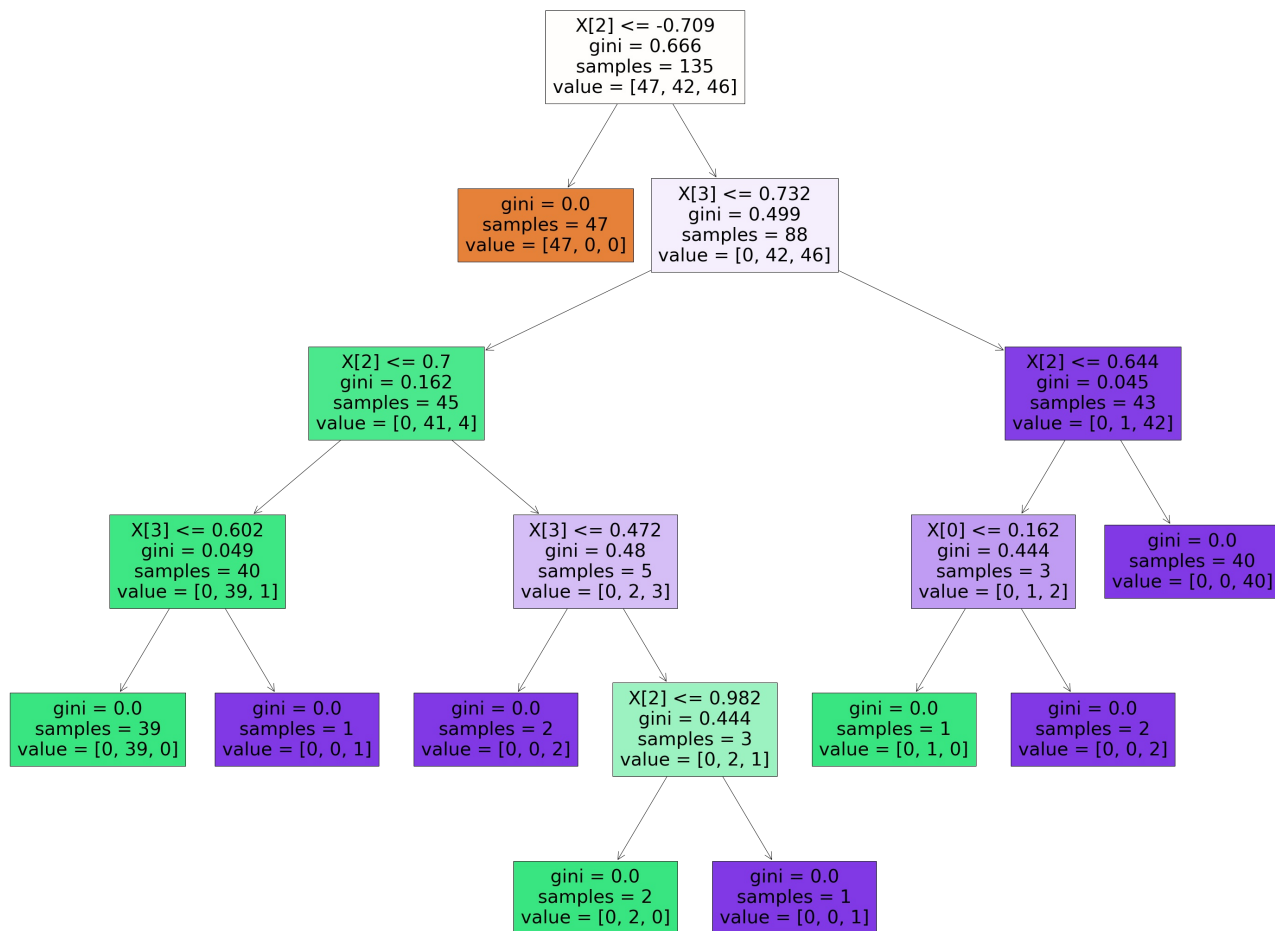 X[2] <= -0.709
gini = 0.666
samples = 135
value = [47, 42, 46]
gini = 0.0
samples = 47
value = [47, 0, 0]
X[3] <= 0.732
gini = 0.499
samples = 88
value = [0, 42, 46]
X[2] <= 0.7
gini = 0.162
samples = 45
value = [0, 41, 4]
X[2] <= 0.644
gini = 0.045
samples = 43
value = [0, 1, 42]
X[3] <= 0.602
gini = 0.049
samples = 40
value = [0, 39, 1]
X[3] <= 0.472
gini = 0.48
samples = 5
value = [0, 2, 3]
X[0] <= 0.162
gini = 0.444
samples = 3
value = [0, 1, 2]
gini = 0.0
samples = 40
value = [0, 0, 40]
gini = 0.0
samples = 39
value = [0, 39, 0]
gini = 0.0
samples = 1
value = [0, 0, 1]
gini = 0.0
samples = 2
value = [0, 0, 2]
X[2] <= 0.982
gini = 0.444
samples = 3
value = [0, 2, 1]
gini = 0.0
samples = 1
value = [0, 1, 0]
gini = 0.0
samples = 2
value = [0, 0, 2]
gini = 0.0
samples = 2
value = [0, 2, 0]
gini = 0.0
samples = 1
value = [0, 0, 1]